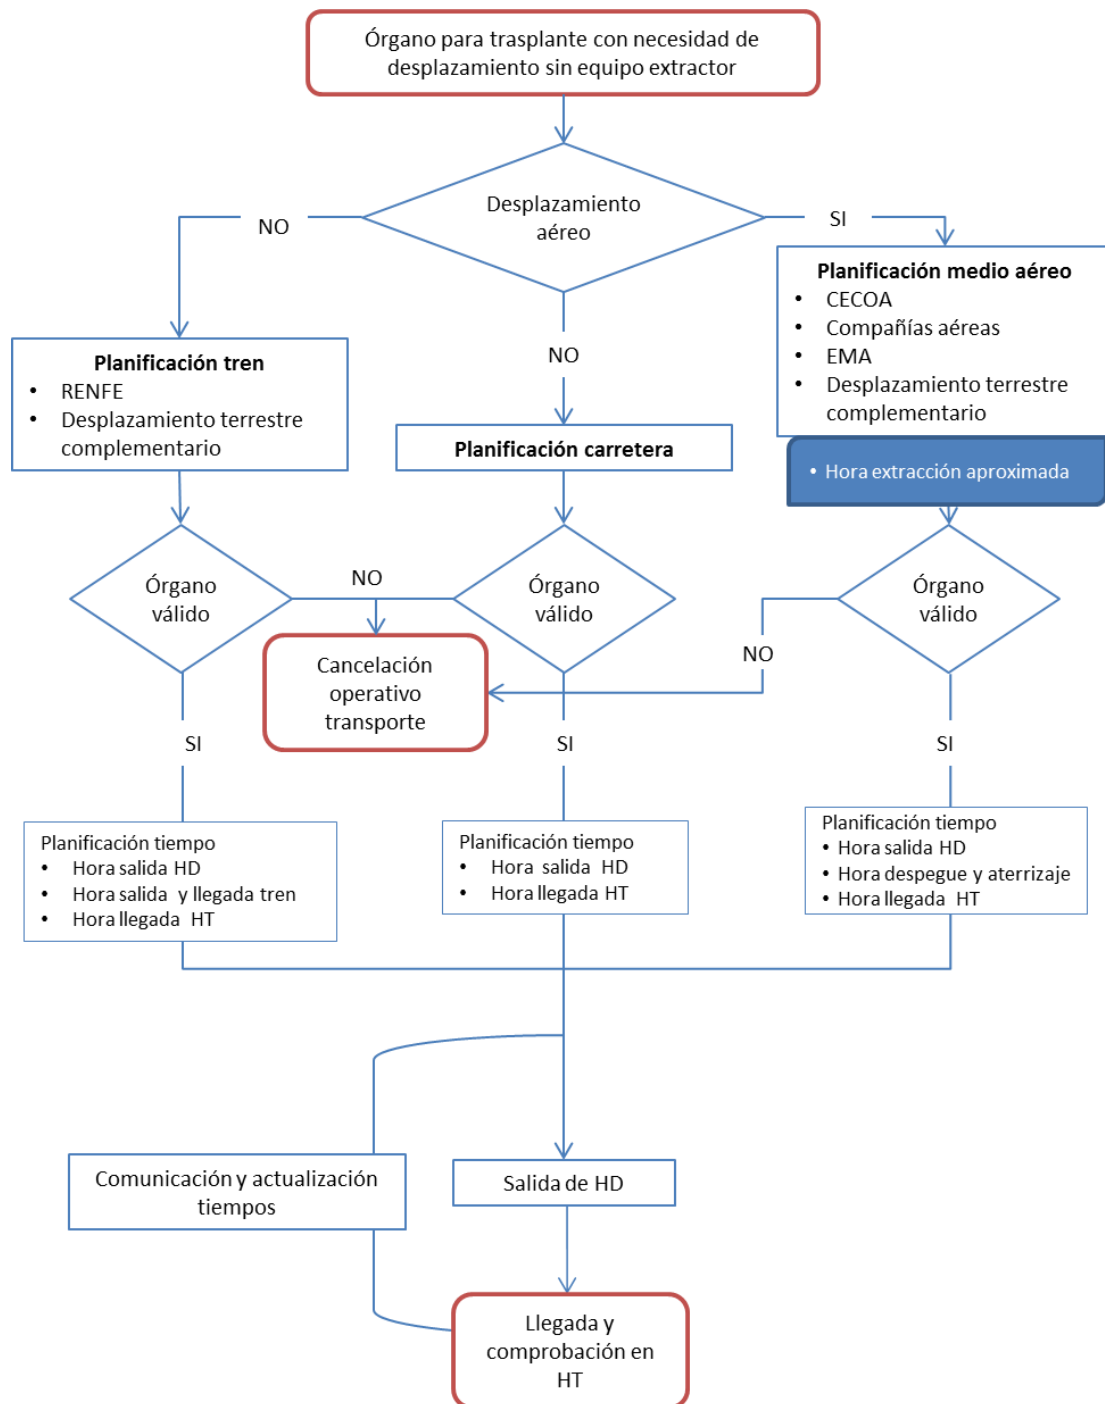 Órgano para trasplante con necesidad de
desplazamiento sin equipo extractor
Desplazamiento
aéreo
NO
SI
NO
Planificación medio aéreo
• CECOA
• Compañías aéreas
• EMA
• Desplazamiento terrestre
complementario
• Hora extracción aproximada
Planificación tren
• RENFE
• Desplazamiento terrestre
complementario
Planificación carretera
Órgano
válido
NO
Órgano
válido
Órgano
válido
NO
Cancelación
operativo
transporte
SI
SI
SI
Planificación tiempo
• Hora salida HD
• Hora salida y llegada tren
• Hora llegada HT
Planificación tiempo
• Hora salida HD
• Hora llegada HT
Planificación tiempo
• Hora salida HD
• Hora despegue y aterrizaje
• Hora llegada HT
Comunicación y actualización
tiempos
Salida de HD
Llegada y
comprobación en
HT